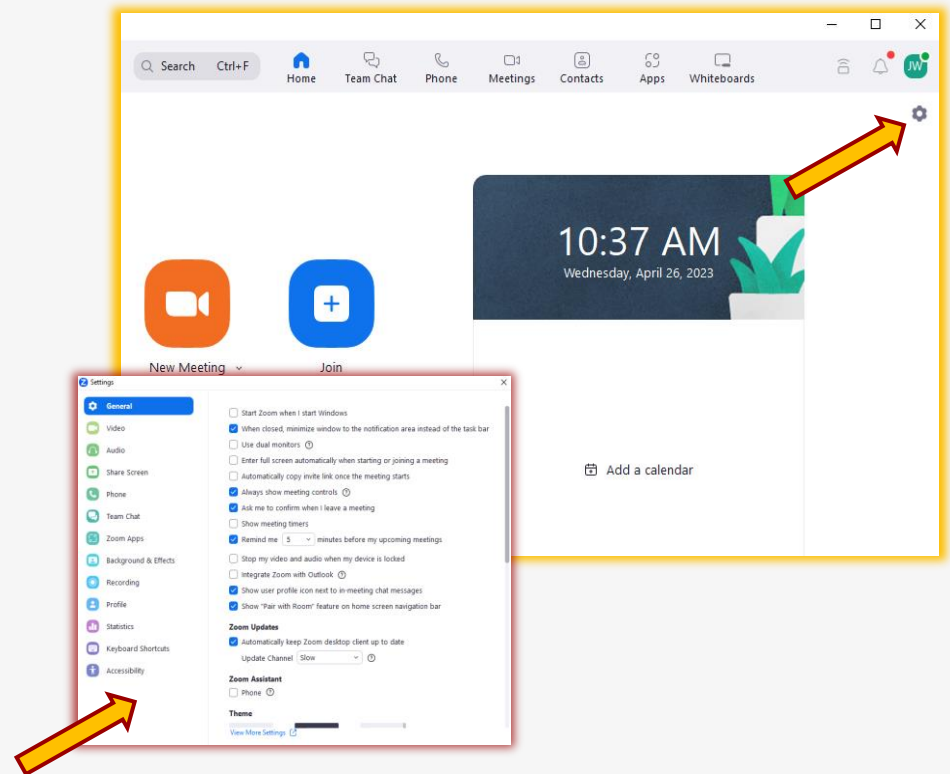 Search Ctrl+F
Home
Team Chat
Phone
Meetings
Contacts
Apps
Whiteboards
JW
10:37 AM
Wednesday, April 26, 2023
New Meeting
Join
Add a calendar
Settings
General
Video
Audio
Share Screen
Phone
Team Chat
Zoom Apps
Background & Effects
Recording
Profile
Statistics
Keyboard Shortcuts
Accessibility
Start Zoom when I start Windows
When closed, minimize window to the notification area instead of the task bar
Use dual monitors
Enter full screen automatically when starting or joining a meeting
Automatically copy invite link once the meeting starts
Always show meeting controls
Ask me to confirm when I leave a meeting
Show meeting timers
Remind me 5 minutes before my upcoming meetings
Stop my video and audio when my device is locked
Integrate Zoom with Outlook
Show user profile icon next to in-meeting chat messages
Show "Pair with Room" feature on home screen navigation bar
Zoom Updates
Automatically keep Zoom desktop client up to date
Update Channel Slow
Zoom Assistant
Phone
Theme
View More Settings